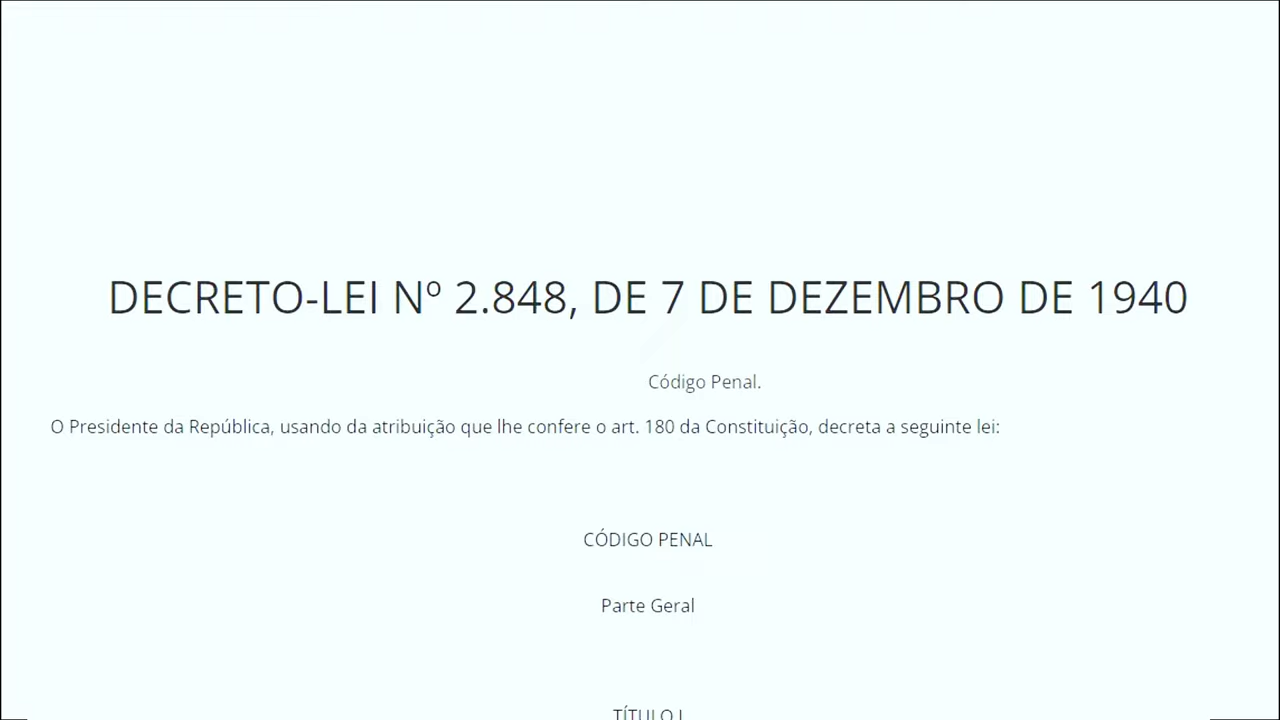 DECRETO-LEI Nº 2.848, DE 7 DE DEZEMBRO DE 1940
Código Penal.
O Presidente da República, usando da atribuição que lhe confere o art. 180 da Constituição, decreta a seguinte lei:
CÓDIGO PENAL
Parte Geral
TÍTULO I